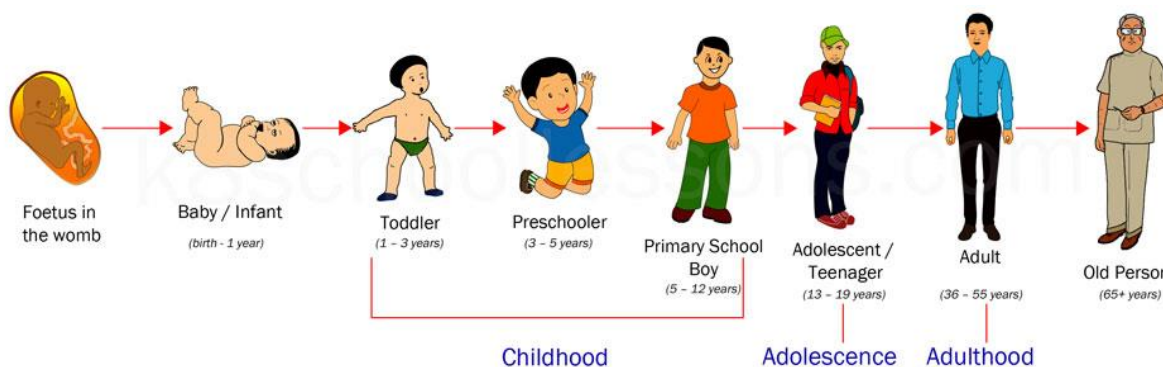 Foetus in
the womb
Baby / Infant
(birth - 1 year)
Toddler
(1 – 3 years)
Preschooler
(3 – 5 years)
Primary School
Boy
(5 – 12 years)
Adolescent /
Teenager
(13 – 19 years)
Adult
(36 – 55 years)
Old Person
(65+ years)
Childhood
Adolescence
Adulthood